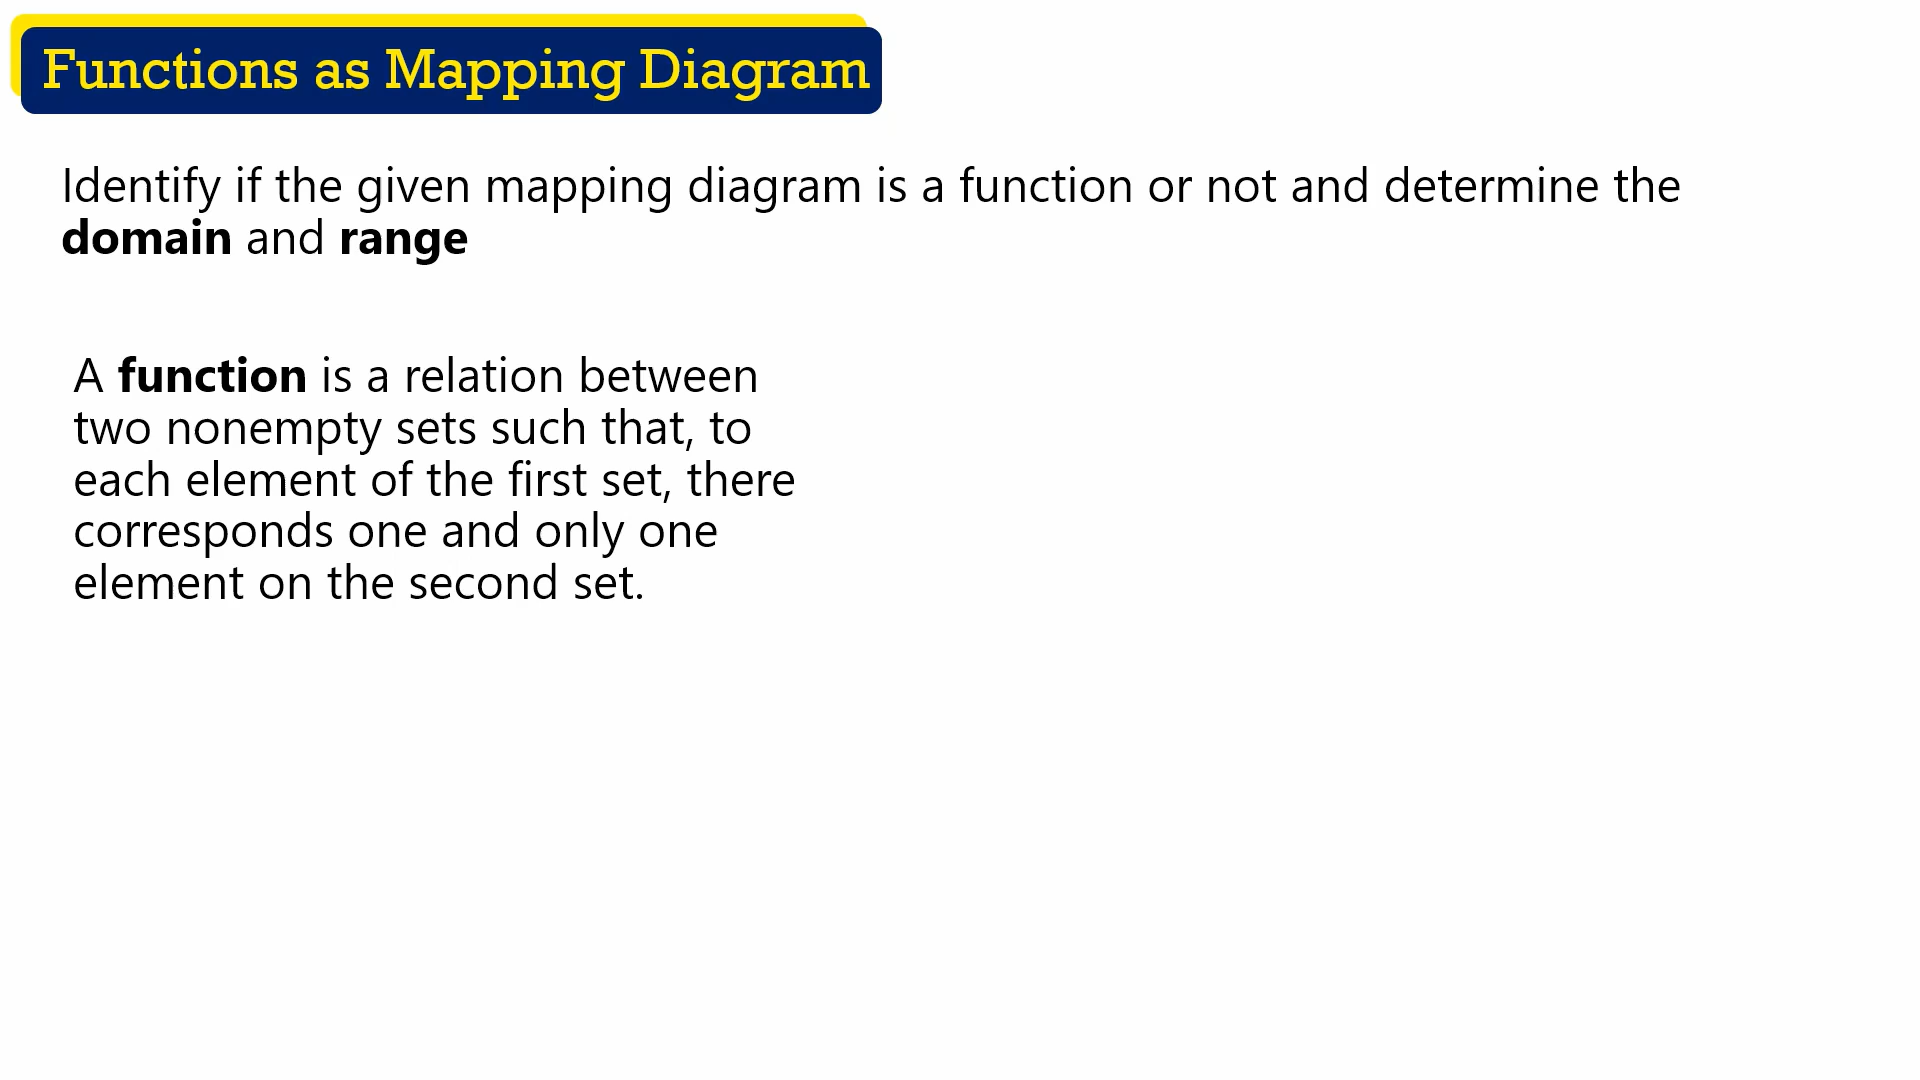 Functions as Mapping Diagram
Identify if the given mapping diagram is a function or not and determine the
domain and range
A function is a relation between
two nonempty sets such that, to
each element of the first set, there
corresponds one and only one
element on the second set.